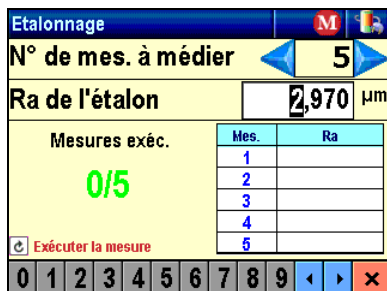 Etalonnage M
N° de mes. à médier 5
Ra de l'étalon 2,970 µm
Mesures exéc.
0/5
Mes. Ra
1
2
3
4
5
Exécuter la mesure
0 1 2 3 4 5 6 7 8 9